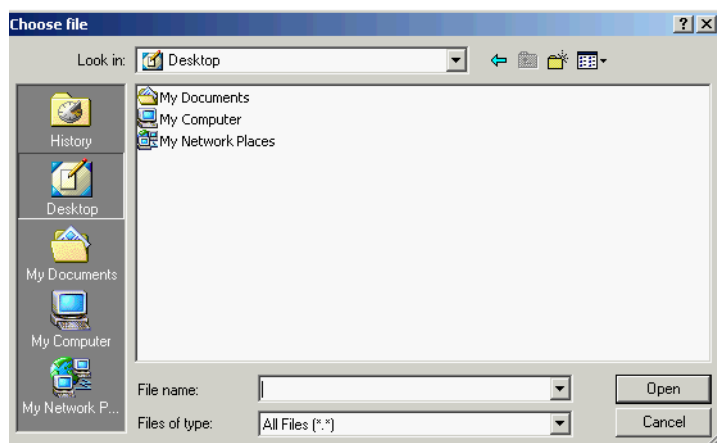 Choose file
Look in: Desktop
History
Desktop
My Documents
My Computer
My Network P...
My Documents
My Computer
My Network Places
File name:
Open
Files of type: All Files (*.*)
Cancel